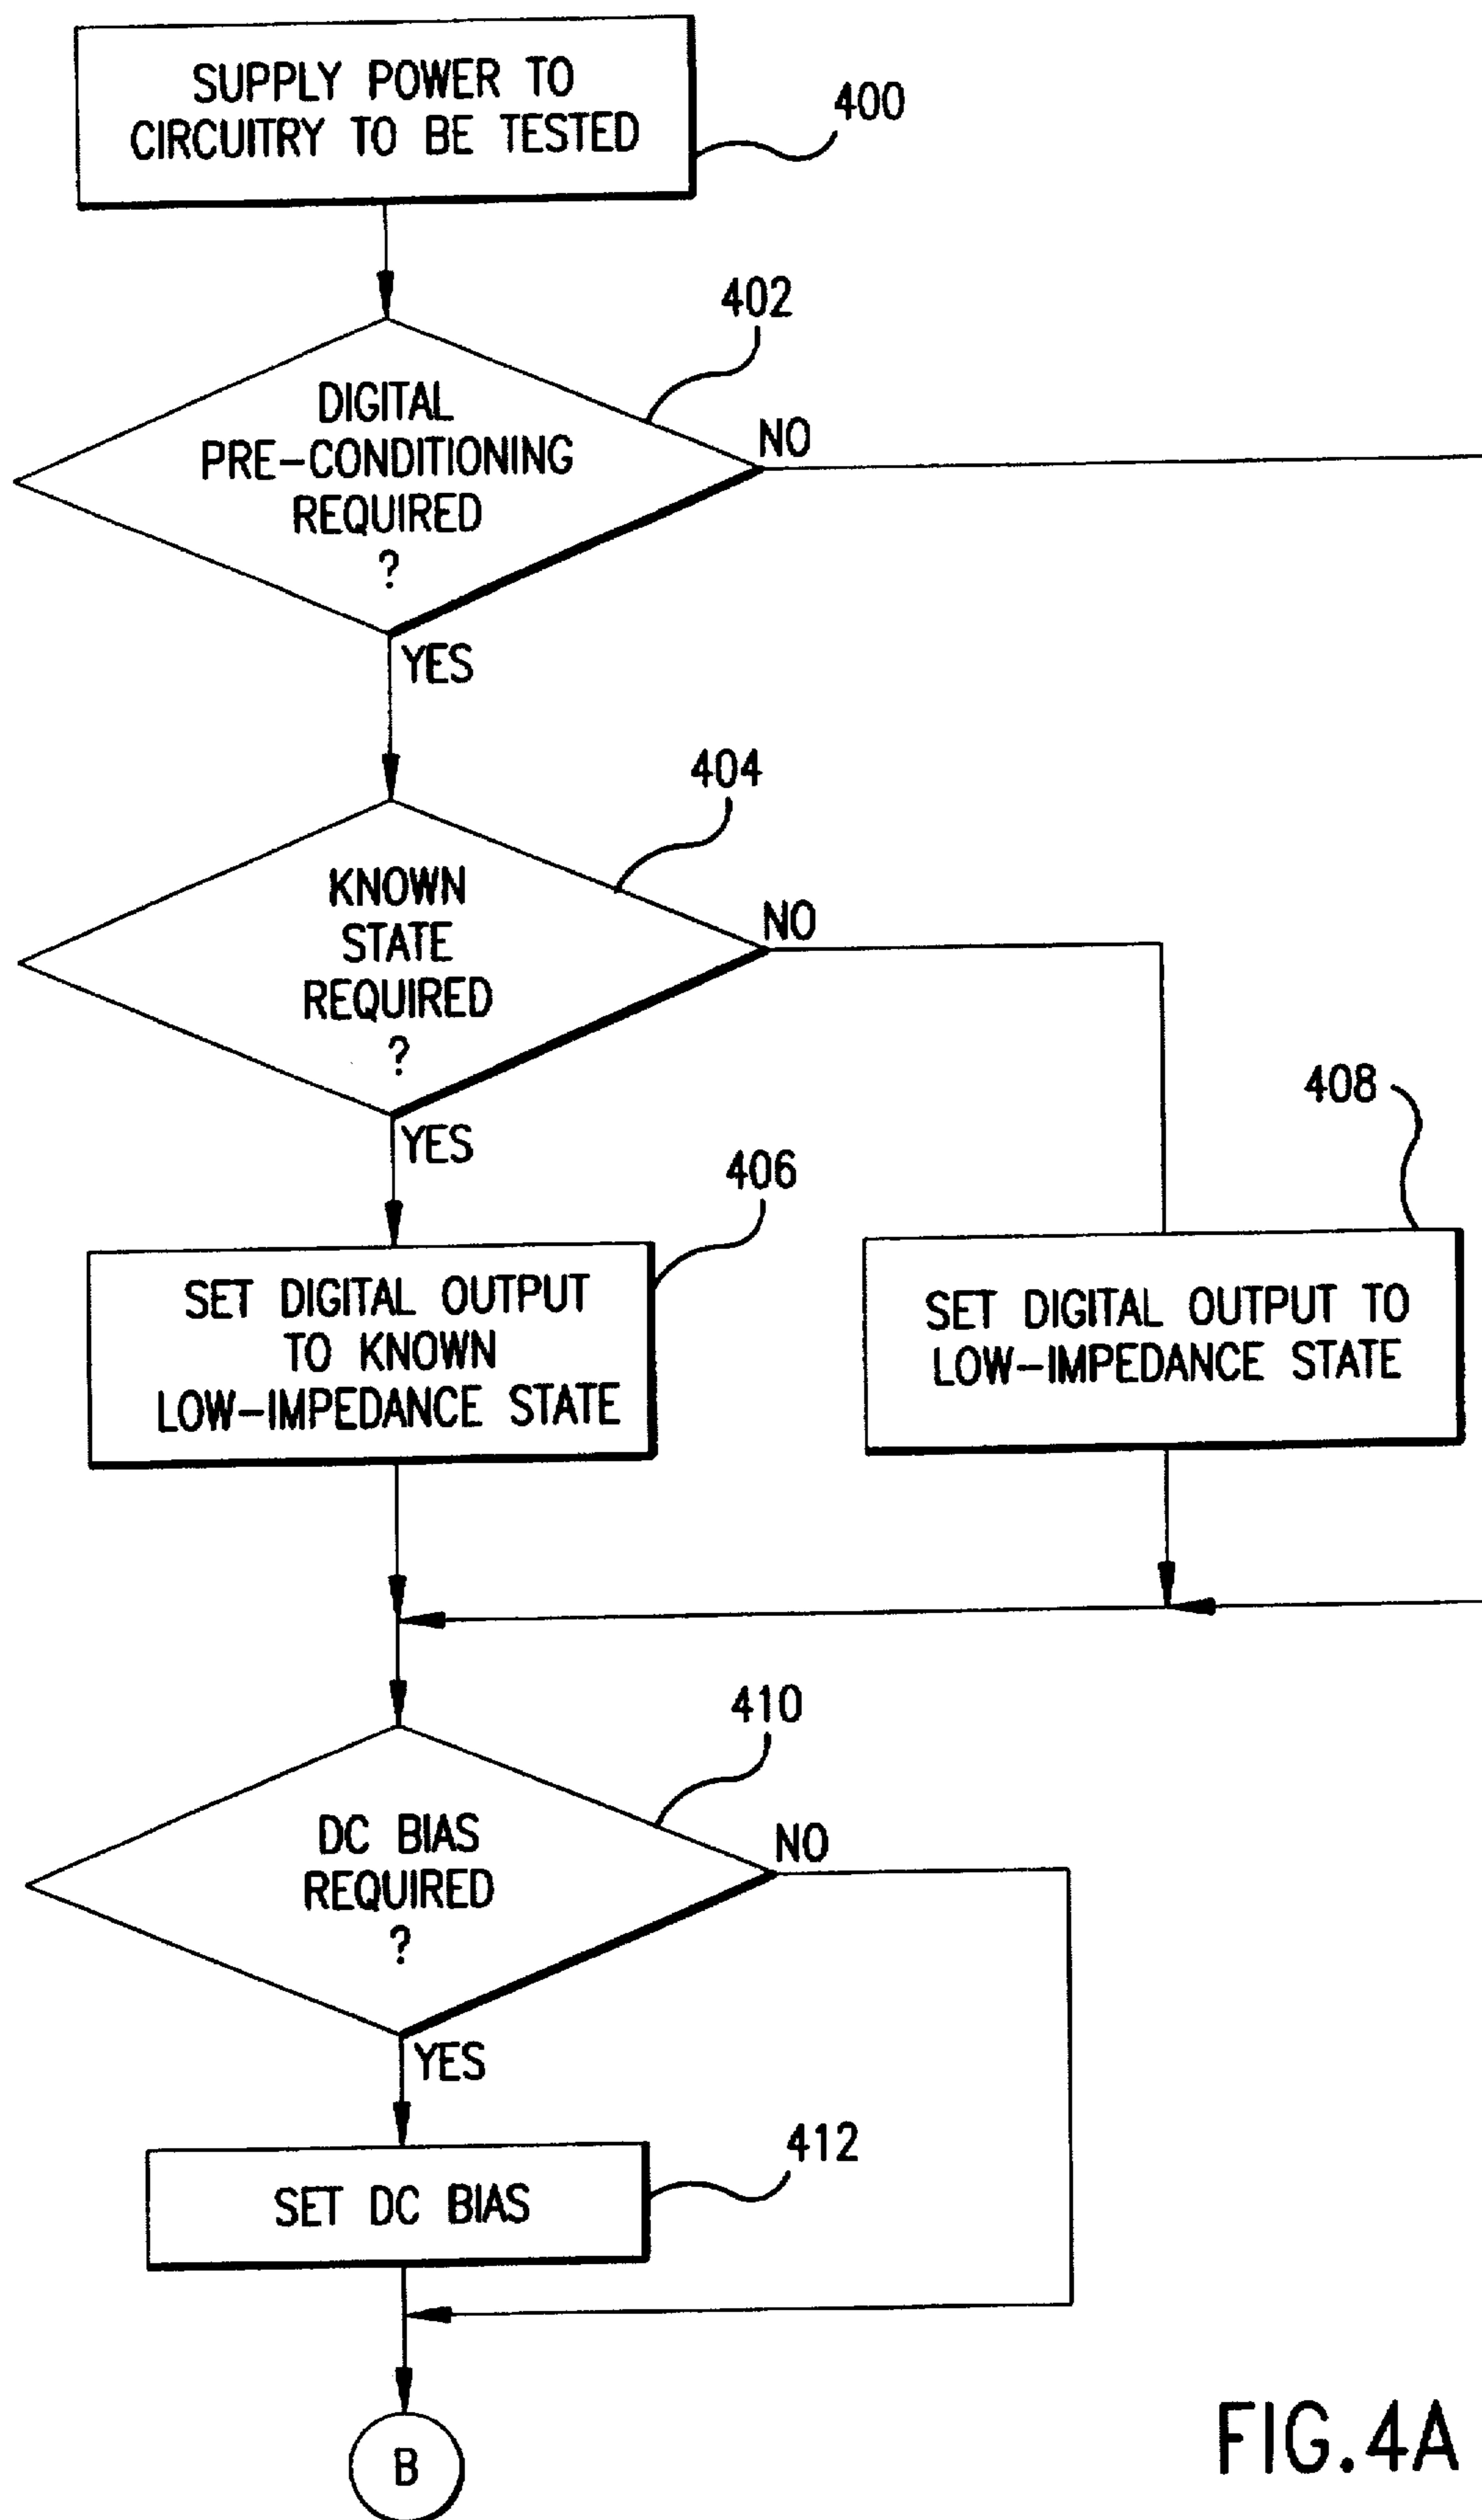 SUPPLY POWER TO
CIRCUITRY TO BE TESTED
400
402
DIGITAL
PRE-CONDITIONING
REQUIRED
?
NO
YES
404
KNOWN
STATE
REQUIRED
?
NO
YES
406
408
SET DIGITAL OUTPUT
TO KNOWN
LOW-IMPEDANCE STATE
SET DIGITAL OUTPUT TO
LOW-IMPEDANCE STATE
410
DC BIAS
REQUIRED
?
NO
YES
412
SET DC BIAS
B
FIG.4A